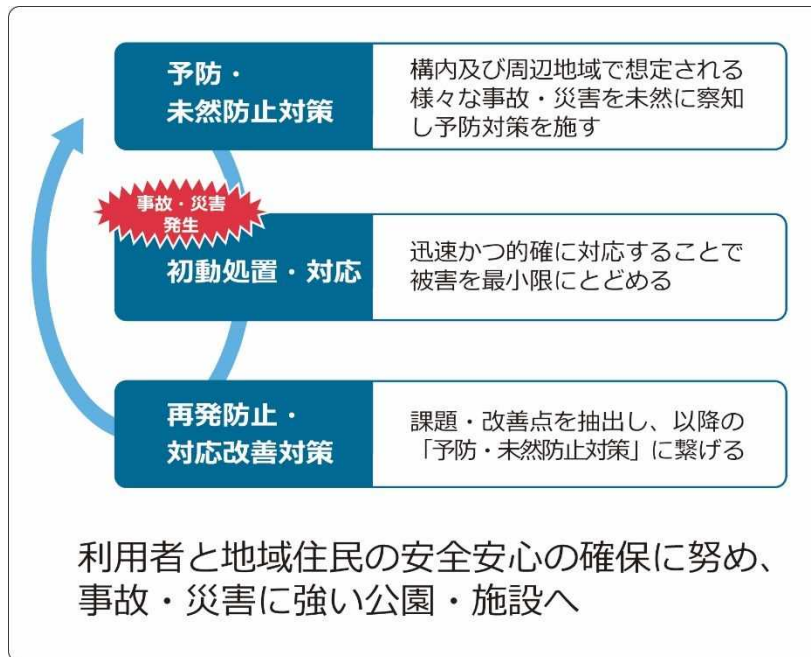 予防・
未然防止対策
構内及び周辺地域で想定される
様々な事故・災害を未然に察知
し予防対策を施す
事故・災害
発生
初動処置・対応
迅速かつ的確に対応することで
被害を最小限にとどめる
再発防止・
対応改善対策
課題・改善点を抽出し、以降の
「予防・未然防止対策」に繋げる
利用者と地域住民の安全安心の確保に努め、
事故・災害に強い公園・施設へ